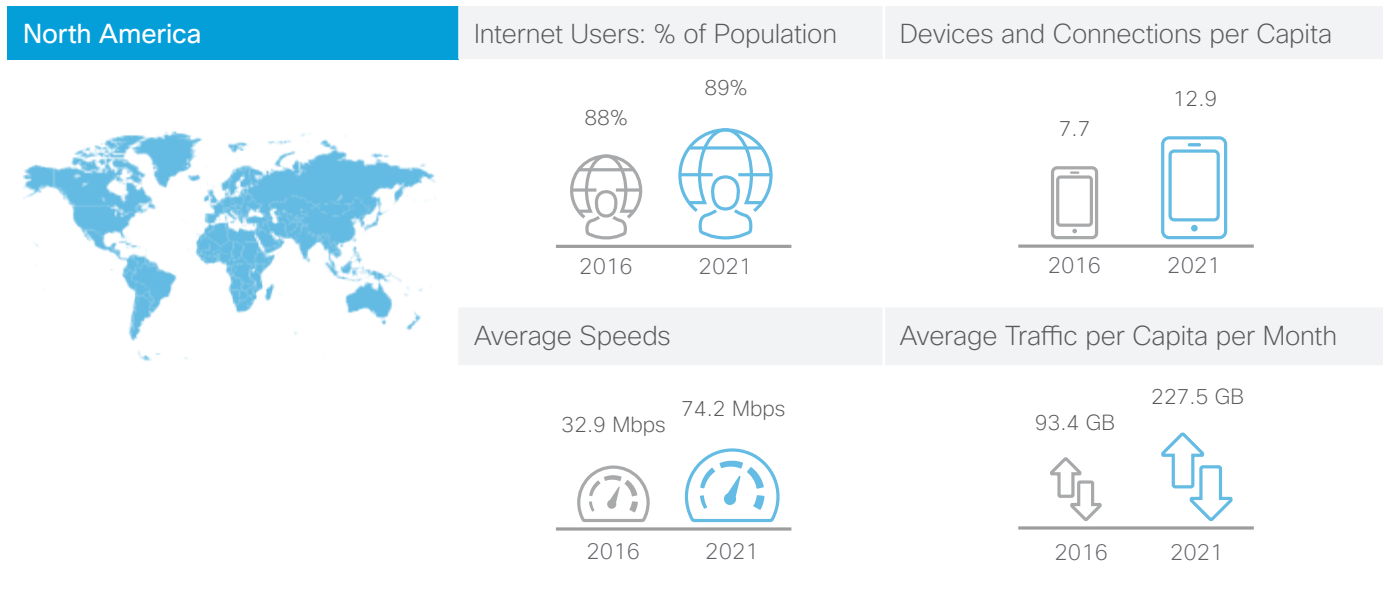 North America
Internet Users: % of Population
Devices and Connections per Capita
88%
89%
2016
2021
7.7
12.9
2016
2021
Average Speeds
Average Traffic per Capita per Month
32.9 Mbps
74.2 Mbps
2016
2021
93.4 GB
227.5 GB
2016
2021